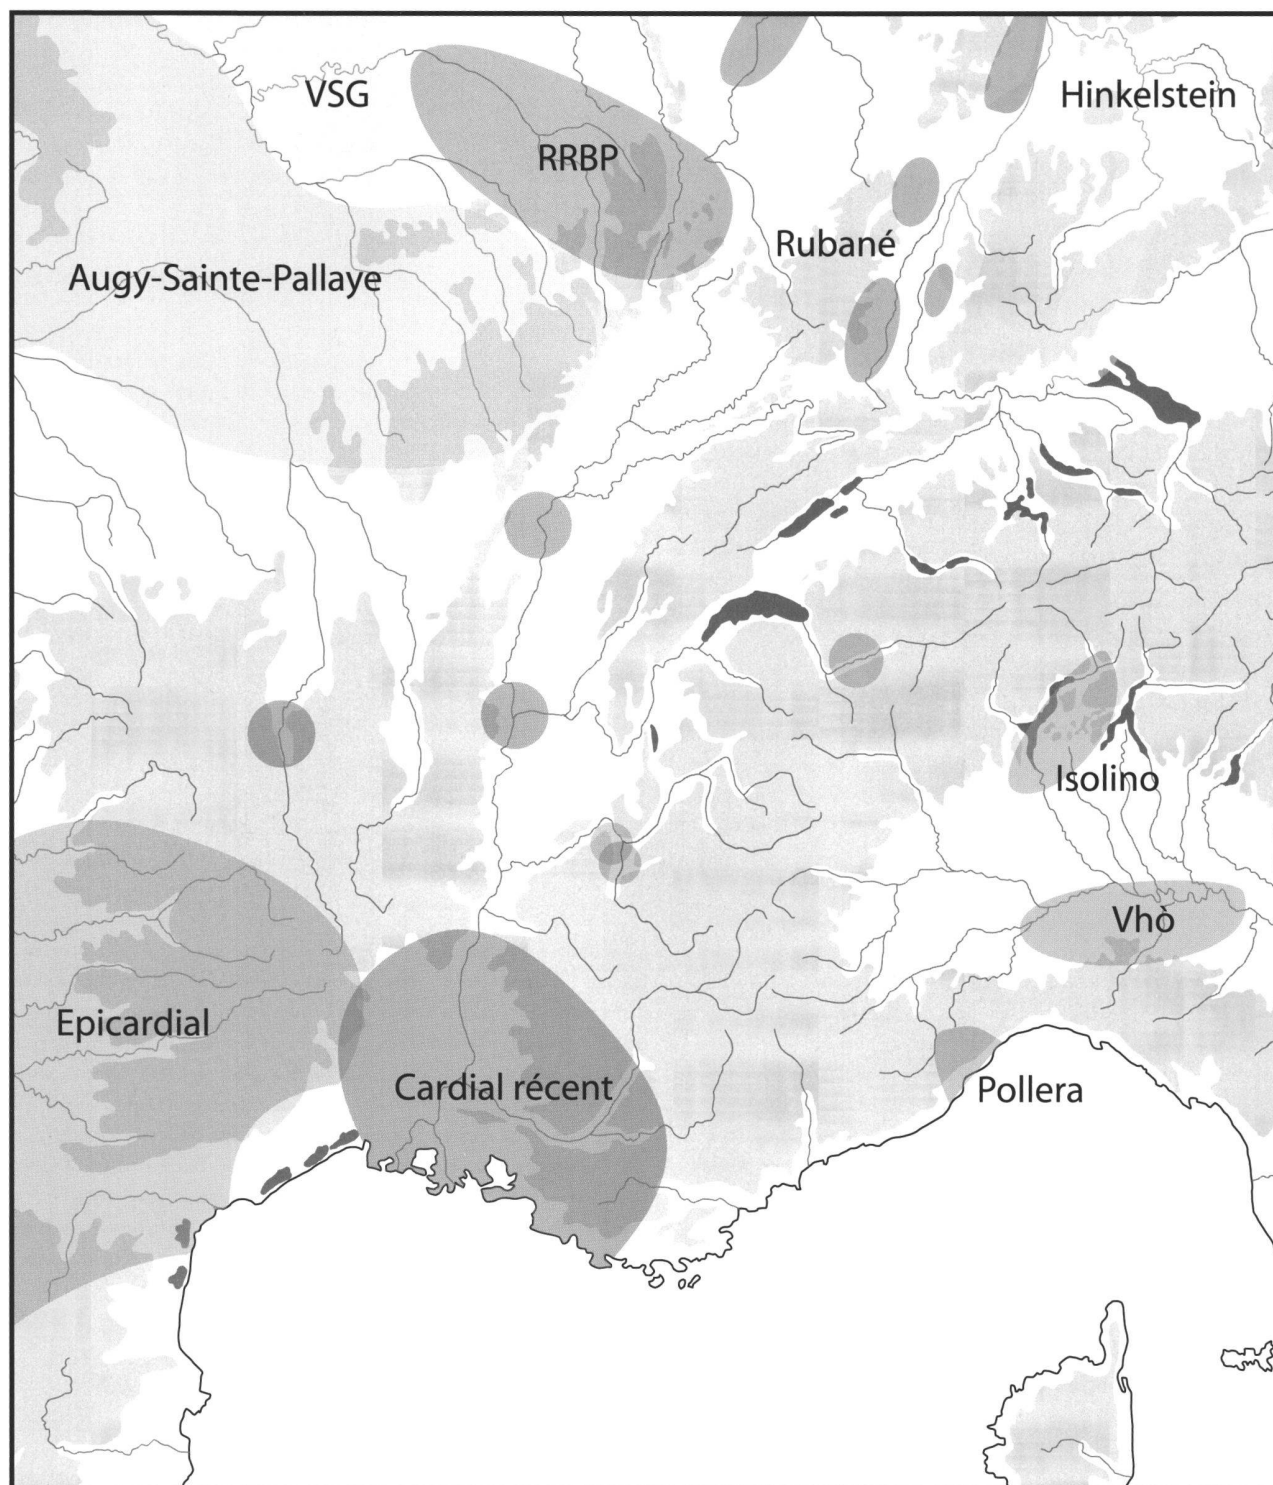 VSG
Hinkelstein
RRBP
Rubané
Augy-Sainte-Pallaye
Isolino
Vhò
Epicardial
Cardial récent
Pollera